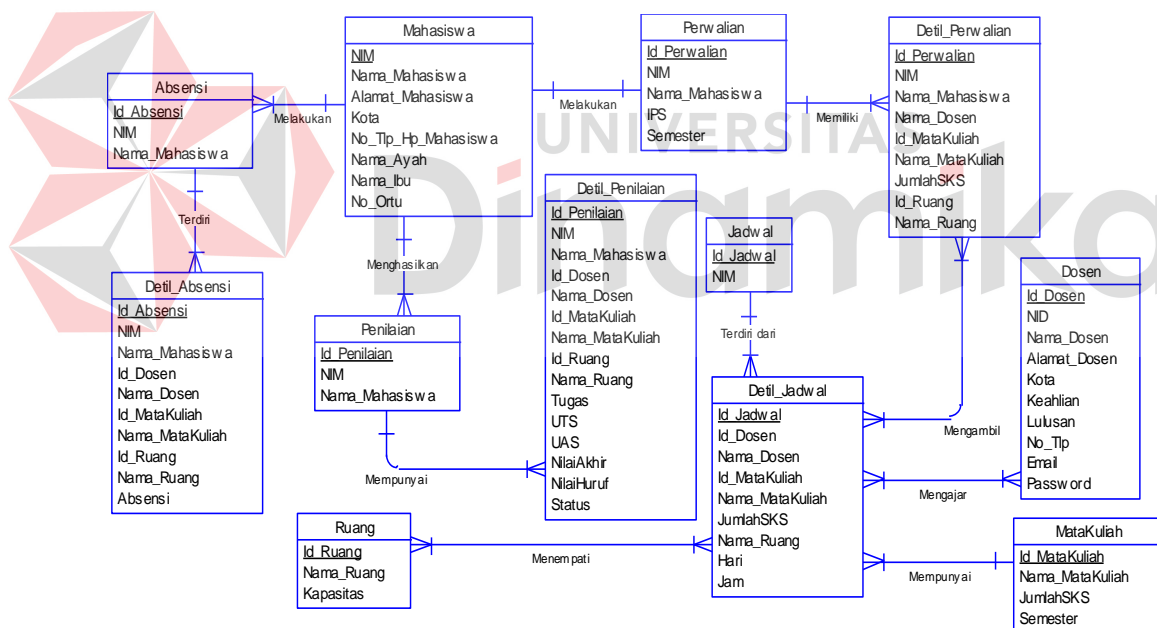 Mahasiswa
NIM
Nama_Mahasiswa
Alamat_Mahasiswa
Kota
No_Tlp_Hp_Mahasiswa
Nama_Ayah
Nama_Ibu
No_Ortu
Perwalian
Id_Perwalian
NIM
Nama_Mahasiswa
IPS
Semester
Detil_Perwalian
Id_Perwalian
NIM
Nama_Mahasiswa
Nama_Dosen
Id_MataKuliah
Nama_MataKuliah
JumlahSKS
Id_Ruang
Nama_Ruang
Absensi
Id_Absensi
NIM
Nama_Mahasiswa
Melakukan
Melakukan
Memiliki
UNIVERSITAS
Dinamika
Terdiri
Menghasilkan
Detil_Absensi
Id_Absensi
NIM
Nama_Mahasiswa
Id_Dosen
Nama_Dosen
Id_MataKuliah
Nama_MataKuliah
Id_Ruang
Nama_Ruang
Absensi
Penilaian
Id_Penilaian
NIM
Nama_Mahasiswa
Mempunyai
Detil_Penilaian
Id_Penilaian
NIM
Nama_Mahasiswa
Id_Dosen
Nama_Dosen
Id_MataKuliah
Nama_MataKuliah
Id_Ruang
Nama_Ruang
Tugas
UTS
UAS
NilaiAkhir
NilaiHuruf
Status
Jadwal
Id_Jadwal
NIM
Terdiri dari
Detil_Jadwal
Id_Jadwal
Id_Dosen
Nama_Dosen
Id_MataKuliah
Nama_MataKuliah
JumlahSKS
Nama_Ruang
Hari
Jam
Dosen
Id_Dosen
NID
Nama_Dosen
Alamat_Dosen
Kota
Keahlian
Lulusan
No_Tlp
Email
Password
Mengambil
Mengajar
Ruang
Id_Ruang
Nama_Ruang
Kapasitas
Menempati
Mempunyai
MataKuliah
Id_MataKuliah
Nama_MataKuliah
JumlahSKS
Semester